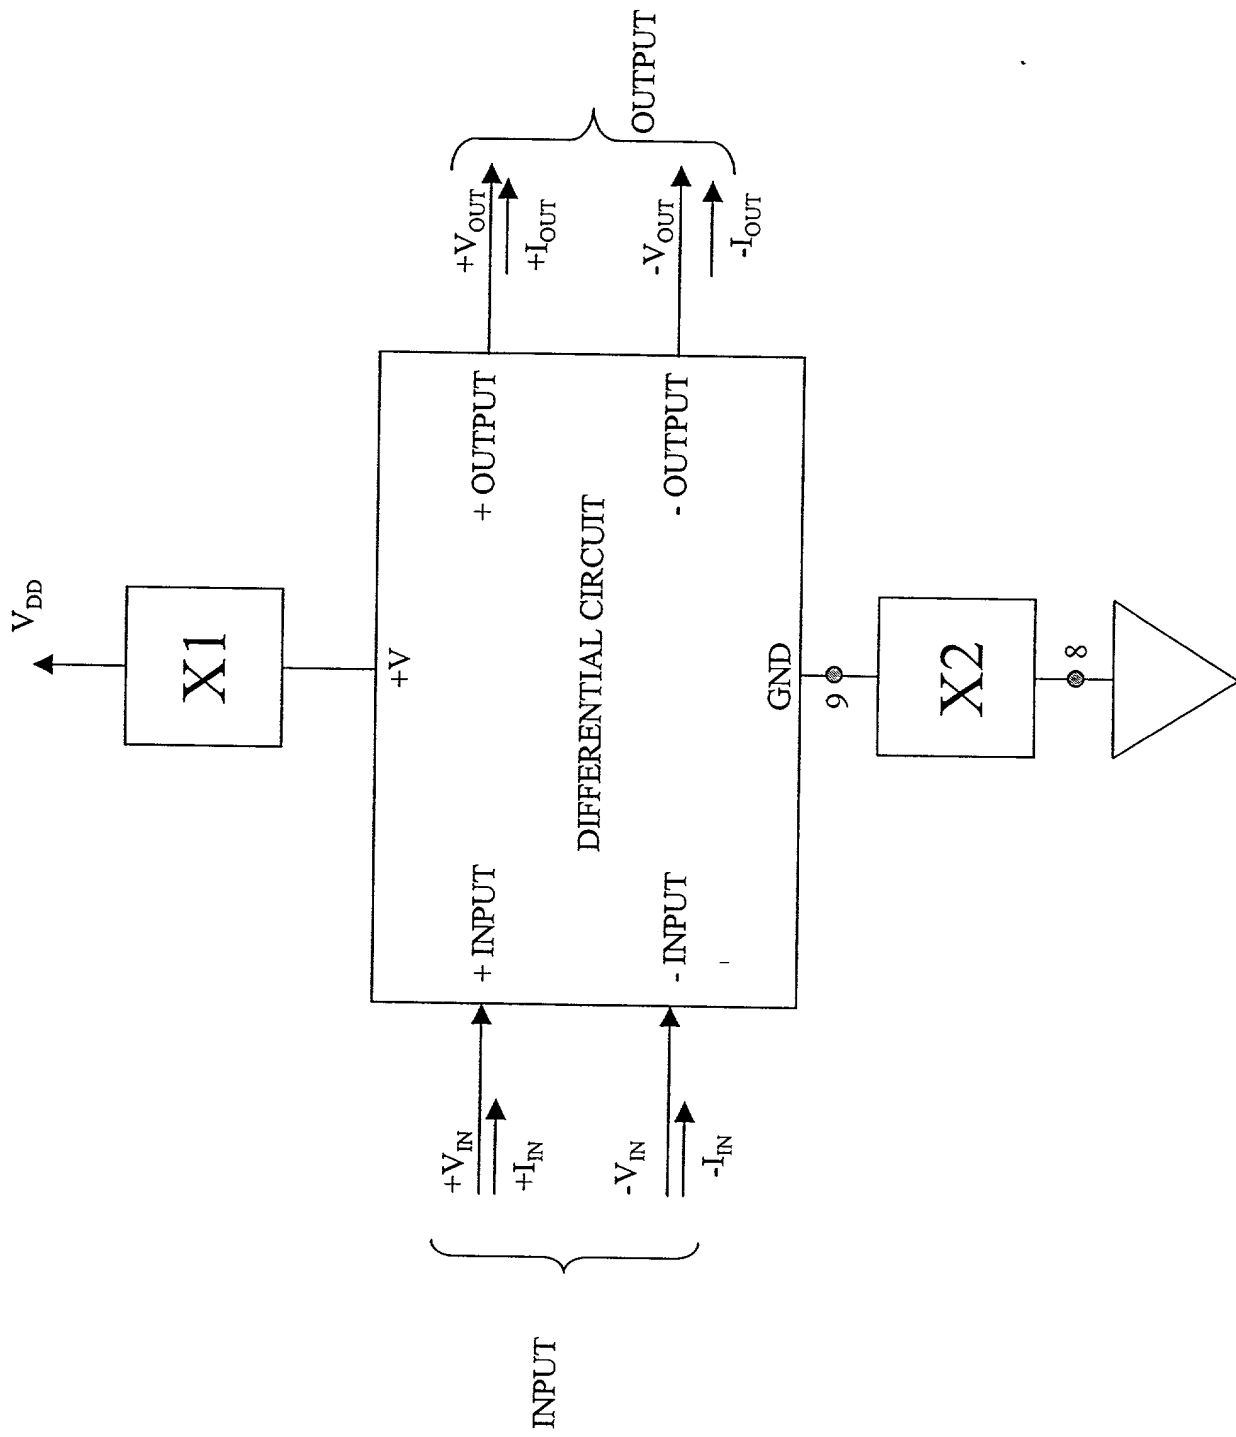 V_DD
X1
+V
INPUT
+V_IN
+I_IN
-V_IN
-I_IN
+ INPUT
- INPUT
DIFFERENTIAL CIRCUIT
+ OUTPUT
- OUTPUT
+V_OUT
+I_OUT
-V_OUT
-I_OUT
OUTPUT
GND
9
X2
8